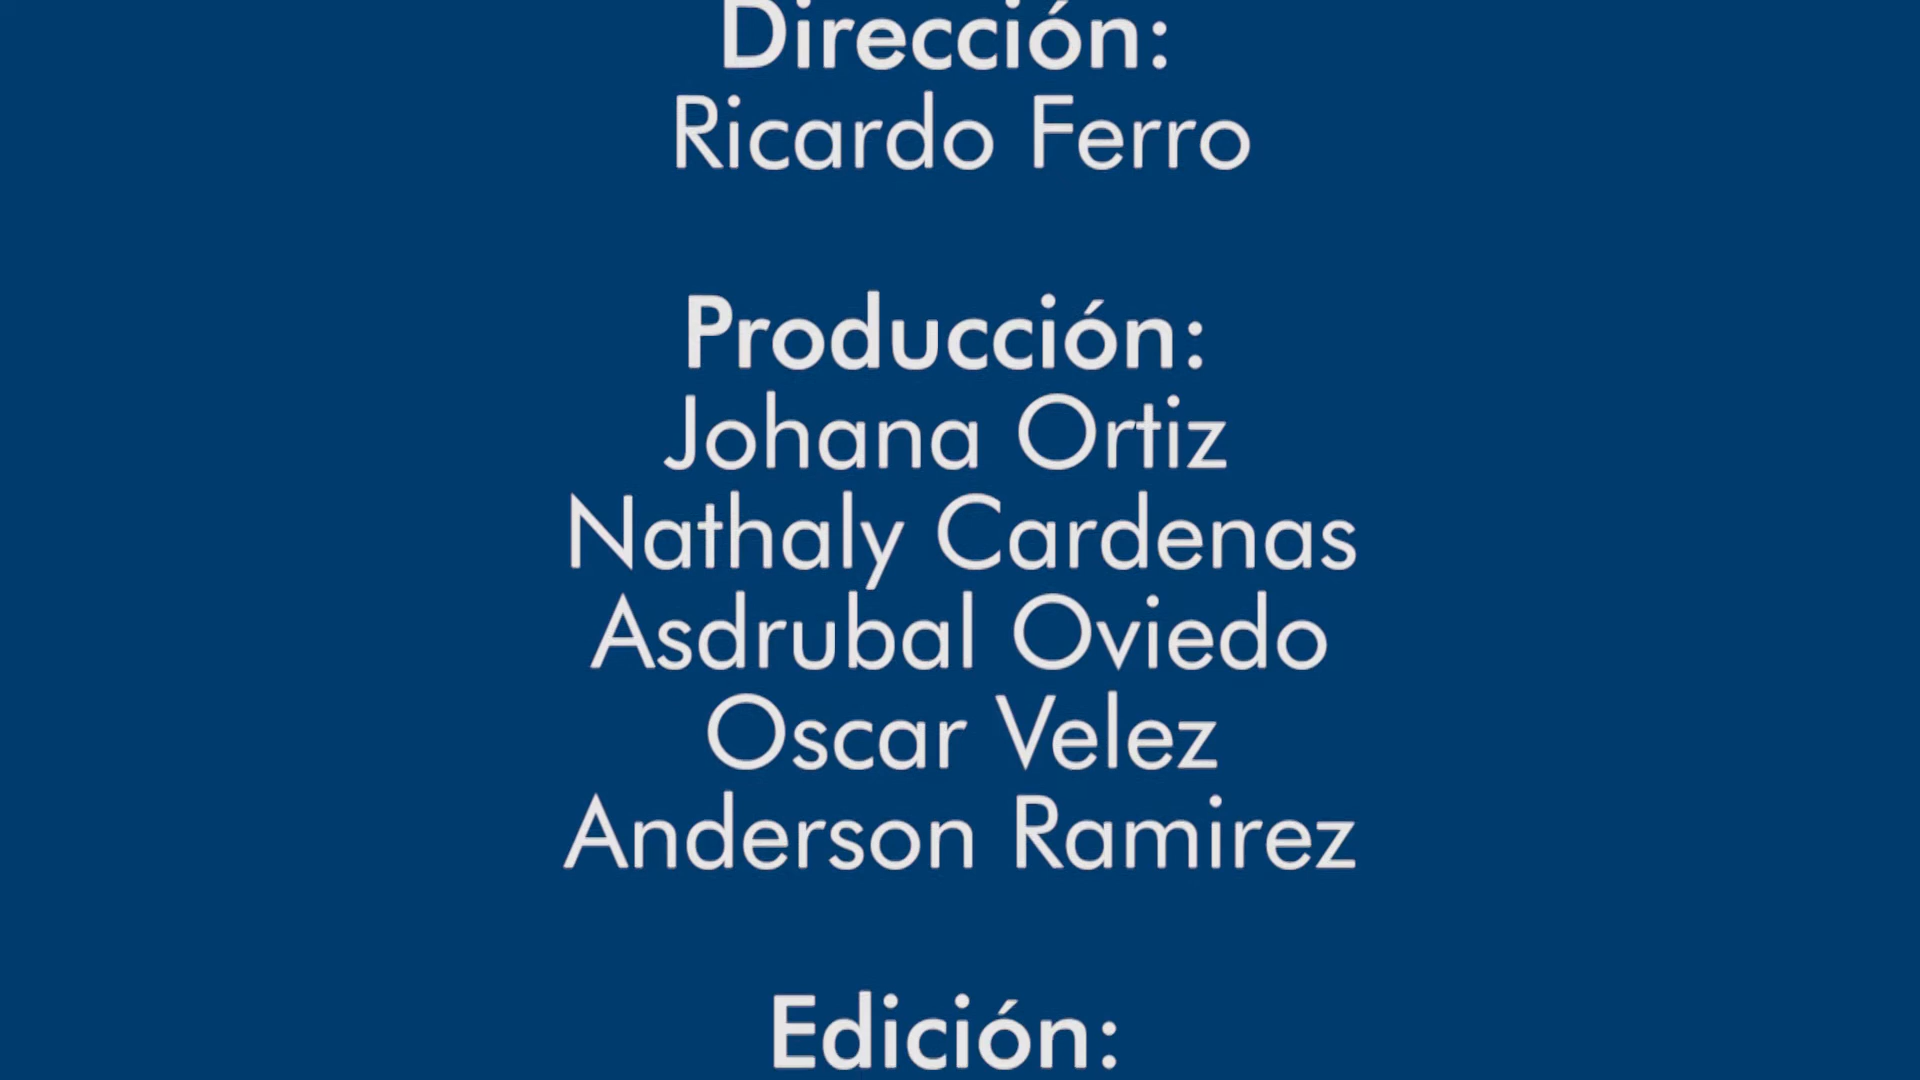 Dirección:
Ricardo Ferro
Producción:
Johana Ortiz
Nathaly Cardenas
Asdrubal Oviedo
Oscar Velez
Anderson Ramirez
Edición: